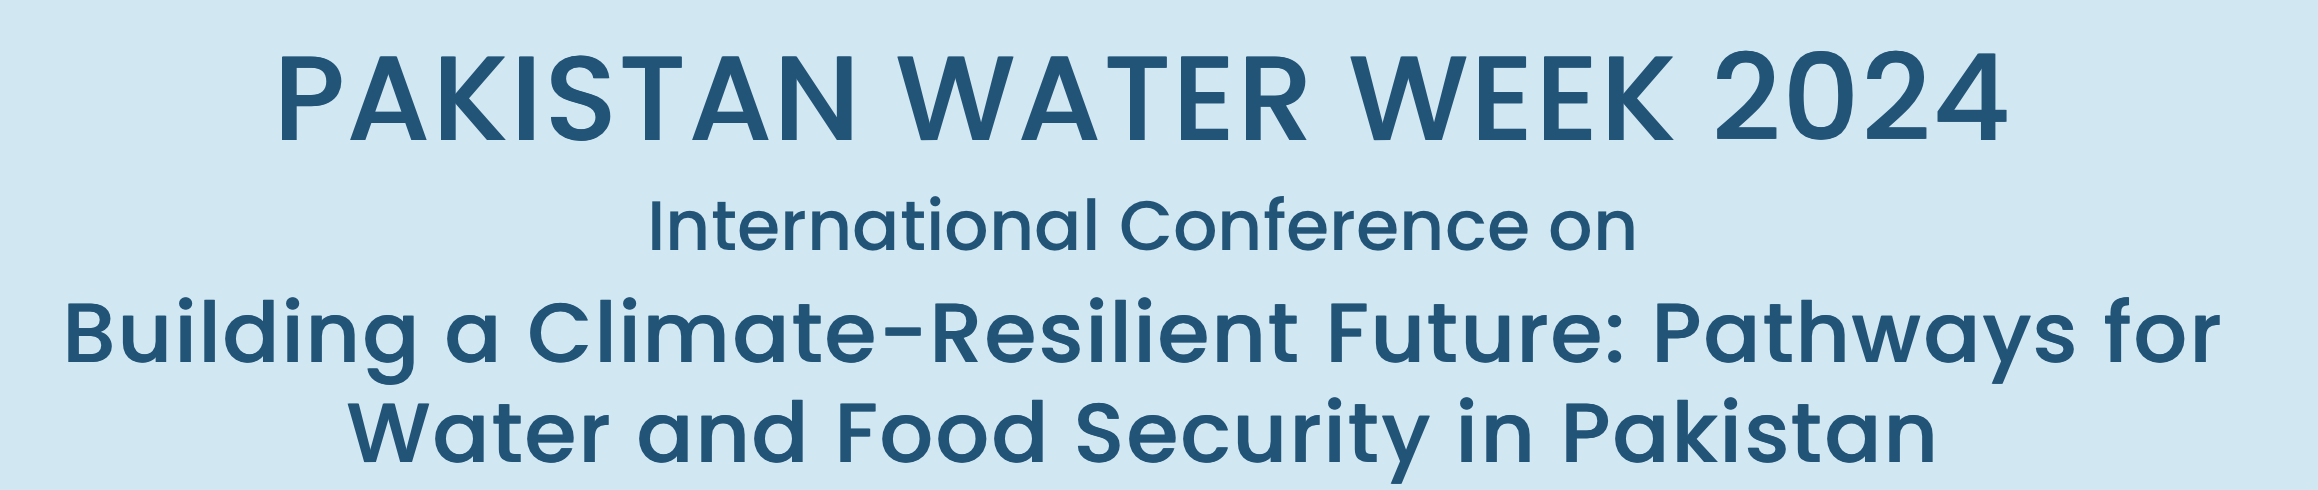 PAKISTAN WATER WEEK 2024
International Conference on
Building a Climate-Resilient Future: Pathways for
Water and Food Security in Pakistan